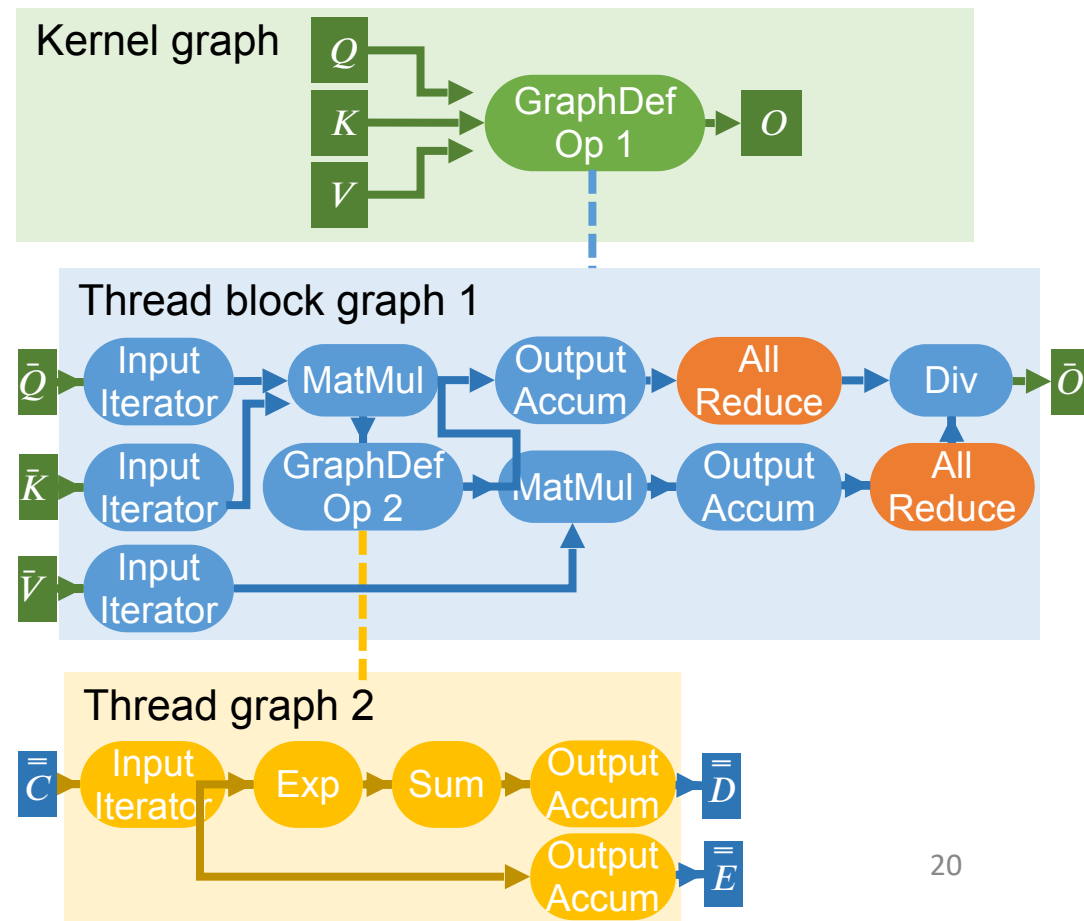 Kernel graph
Q
K
V
GraphDef
Op 1
O
Thread block graph 1
Q̄
Input
Iterator
MatMul
Output
Accum
All
Reduce
Div
Ō
K̄
Input
Iterator
GraphDef
Op 2
MatMul
Output
Accum
All
Reduce
V̄
Input
Iterator
Thread graph 2
C̿
Input
Iterator
Exp
Sum
Output
Accum
D̿
Output
Accum
E̿
20